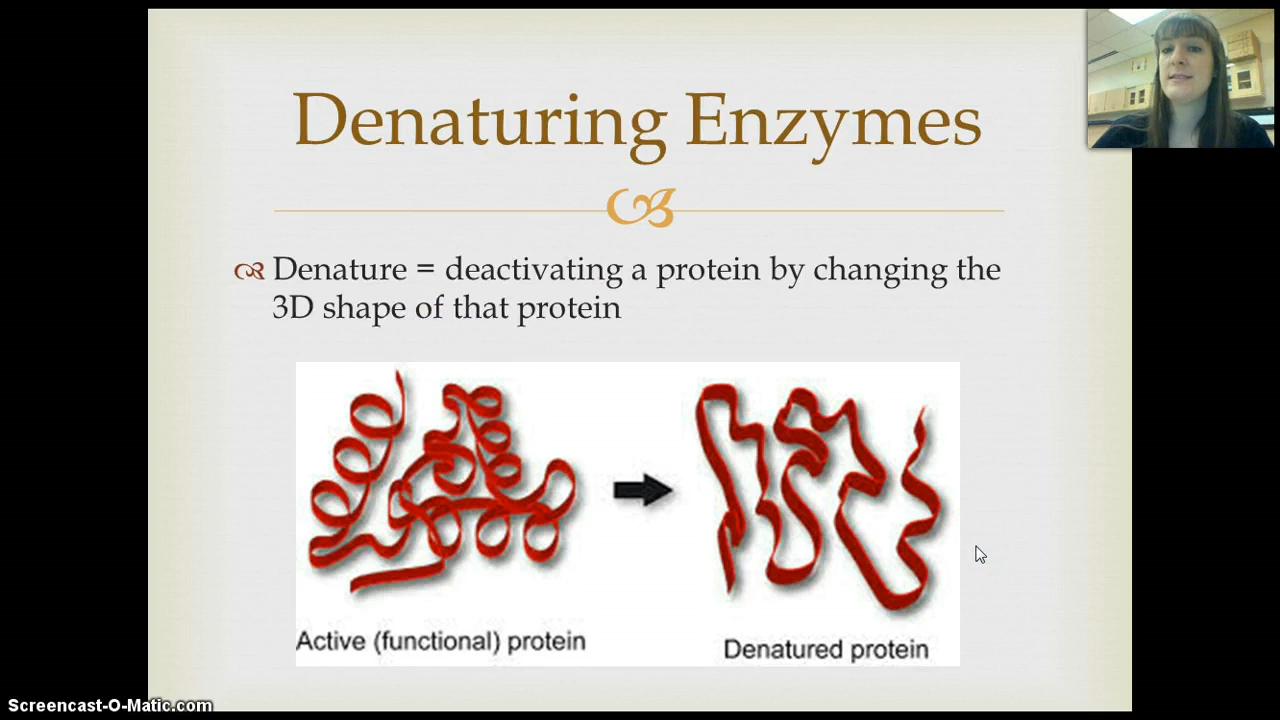 Denaturing Enzymes
Denature = deactivating a protein by changing the
3D shape of that protein
Active (functional) protein
Denatured protein
Screencast-O-Matic.com